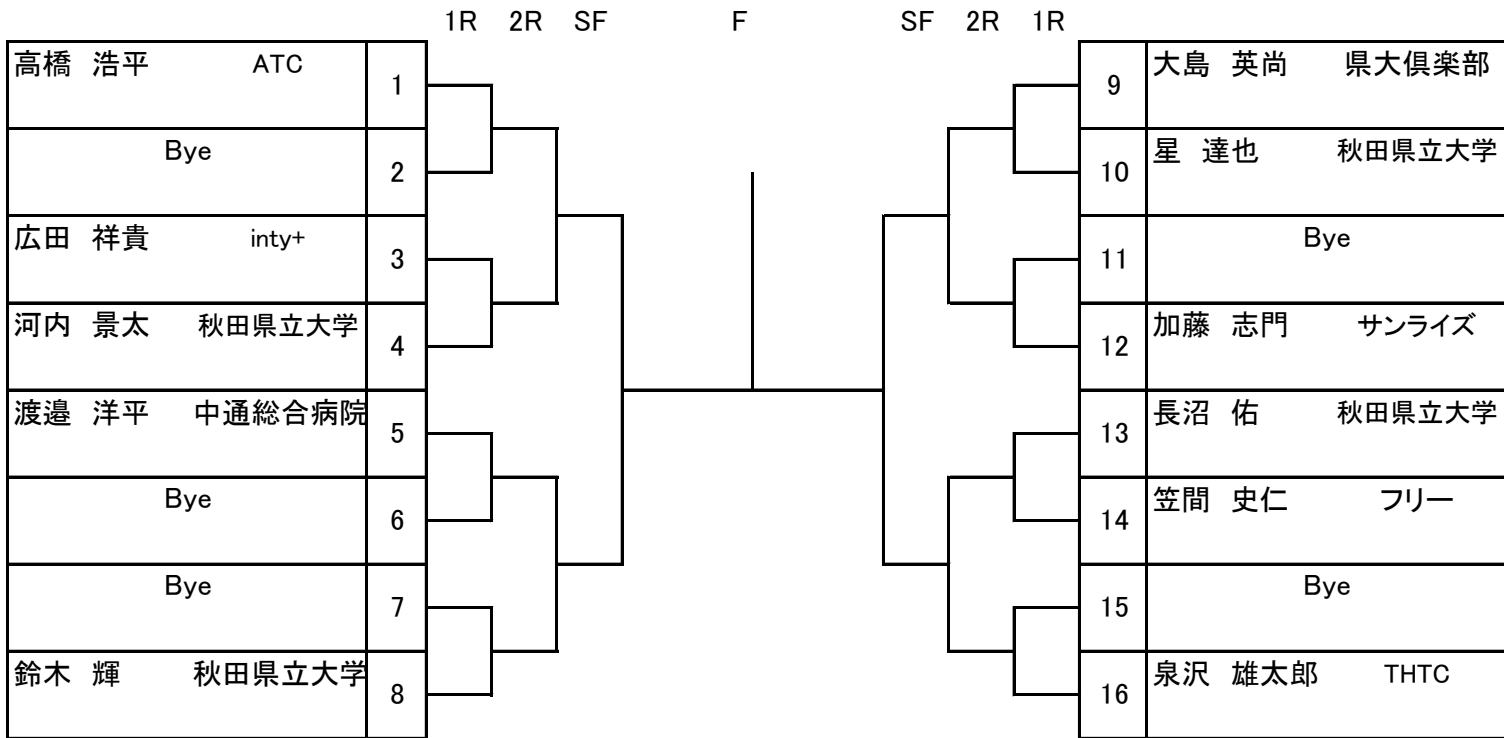 1R 2R SF F SF 2R 1R
高橋 浩平 ATC 1
Bye 2
広田 祥貴 inty+ 3
河内 景太 秋田県立大学 4
渡邉 洋平 中通総合病院 5
Bye 6
Bye 7
鈴木 輝 秋田県立大学 8
9 大島 英尚 県大倶楽部
10 星 達也 秋田県立大学
11 Bye
12 加藤 志門 サンライズ
13 長沼 佑 秋田県立大学
14 笠間 史仁 フリー
15 Bye
16 泉沢 雄太郎 THTC